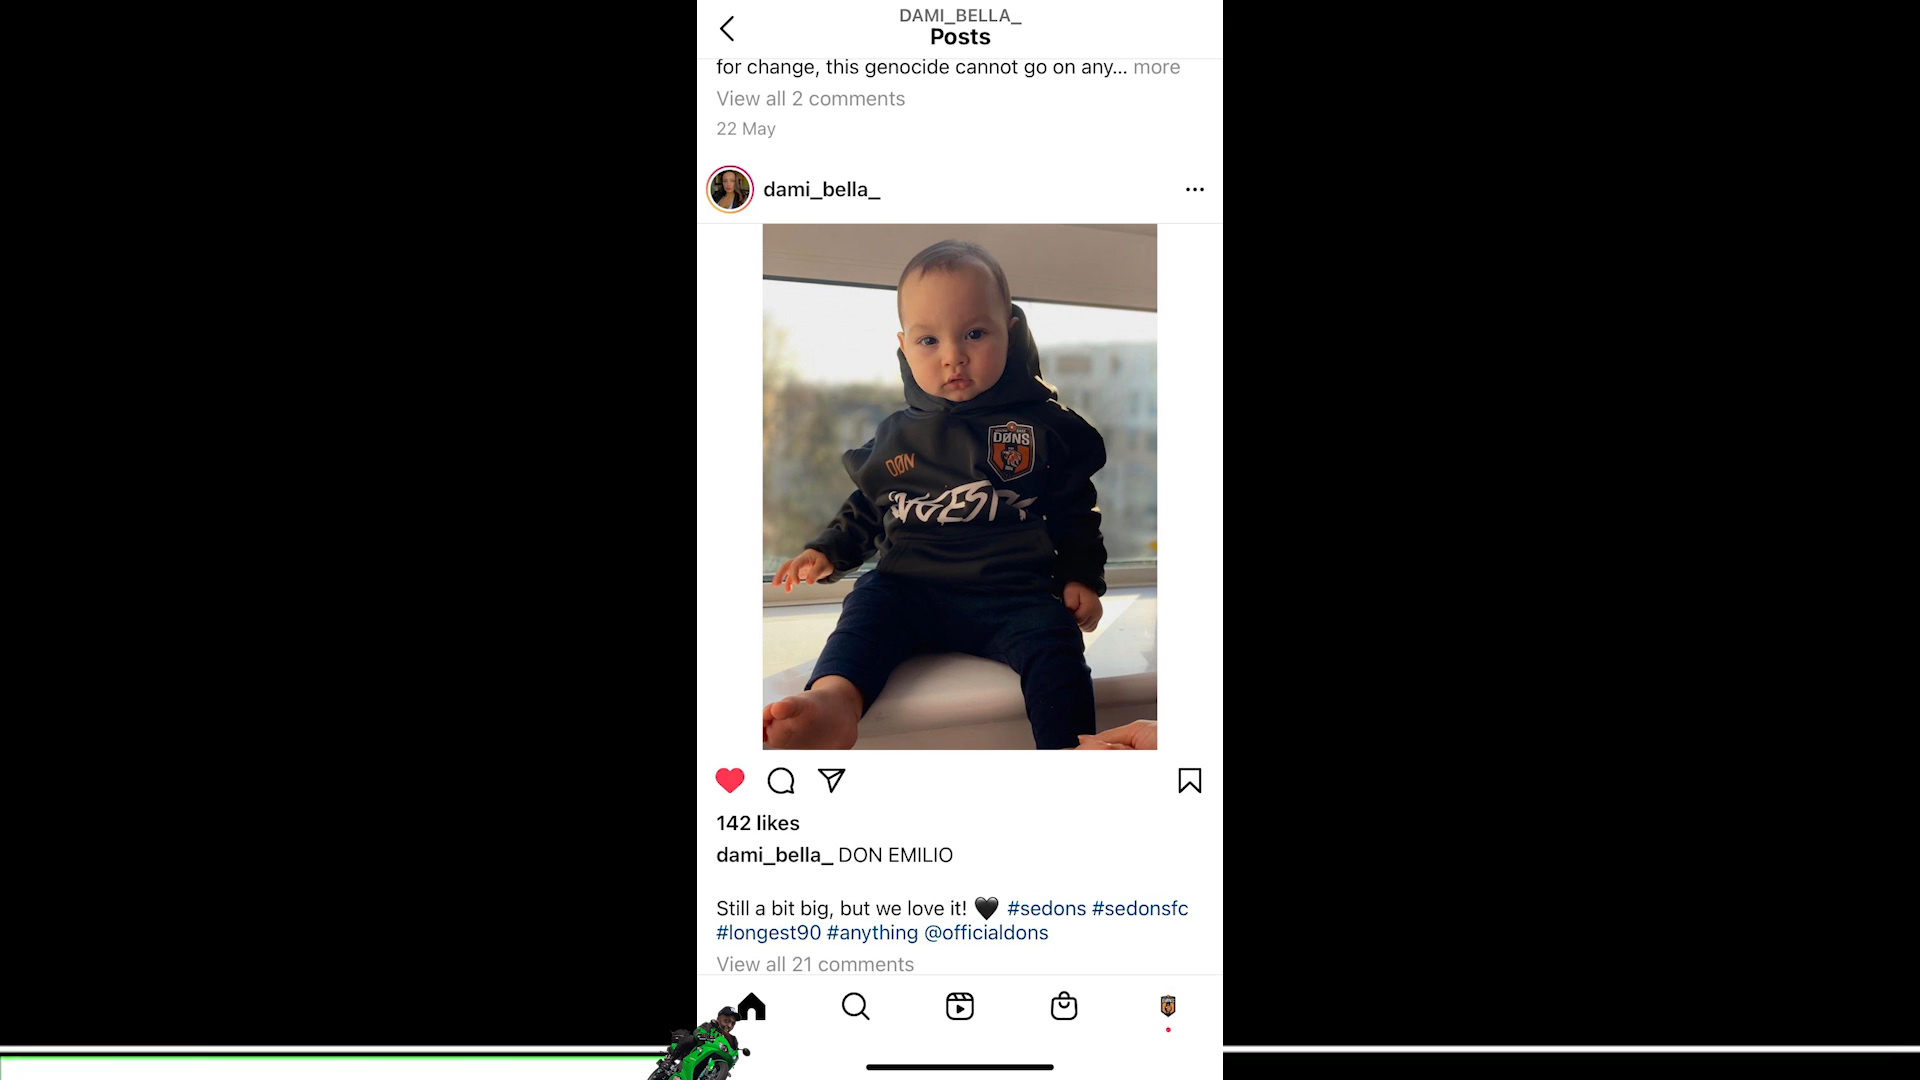 DAMI_BELLA_
Posts
for change, this genocide cannot go on any... more
View all 2 comments
22 May
dami_bella_
DØNS
DØN
142 likes
dami_bella_ DON EMILIO
Still a bit big, but we love it! 🖤 #sedons #sedonsfc
#longest90 #anything @officialdons
View all 21 comments